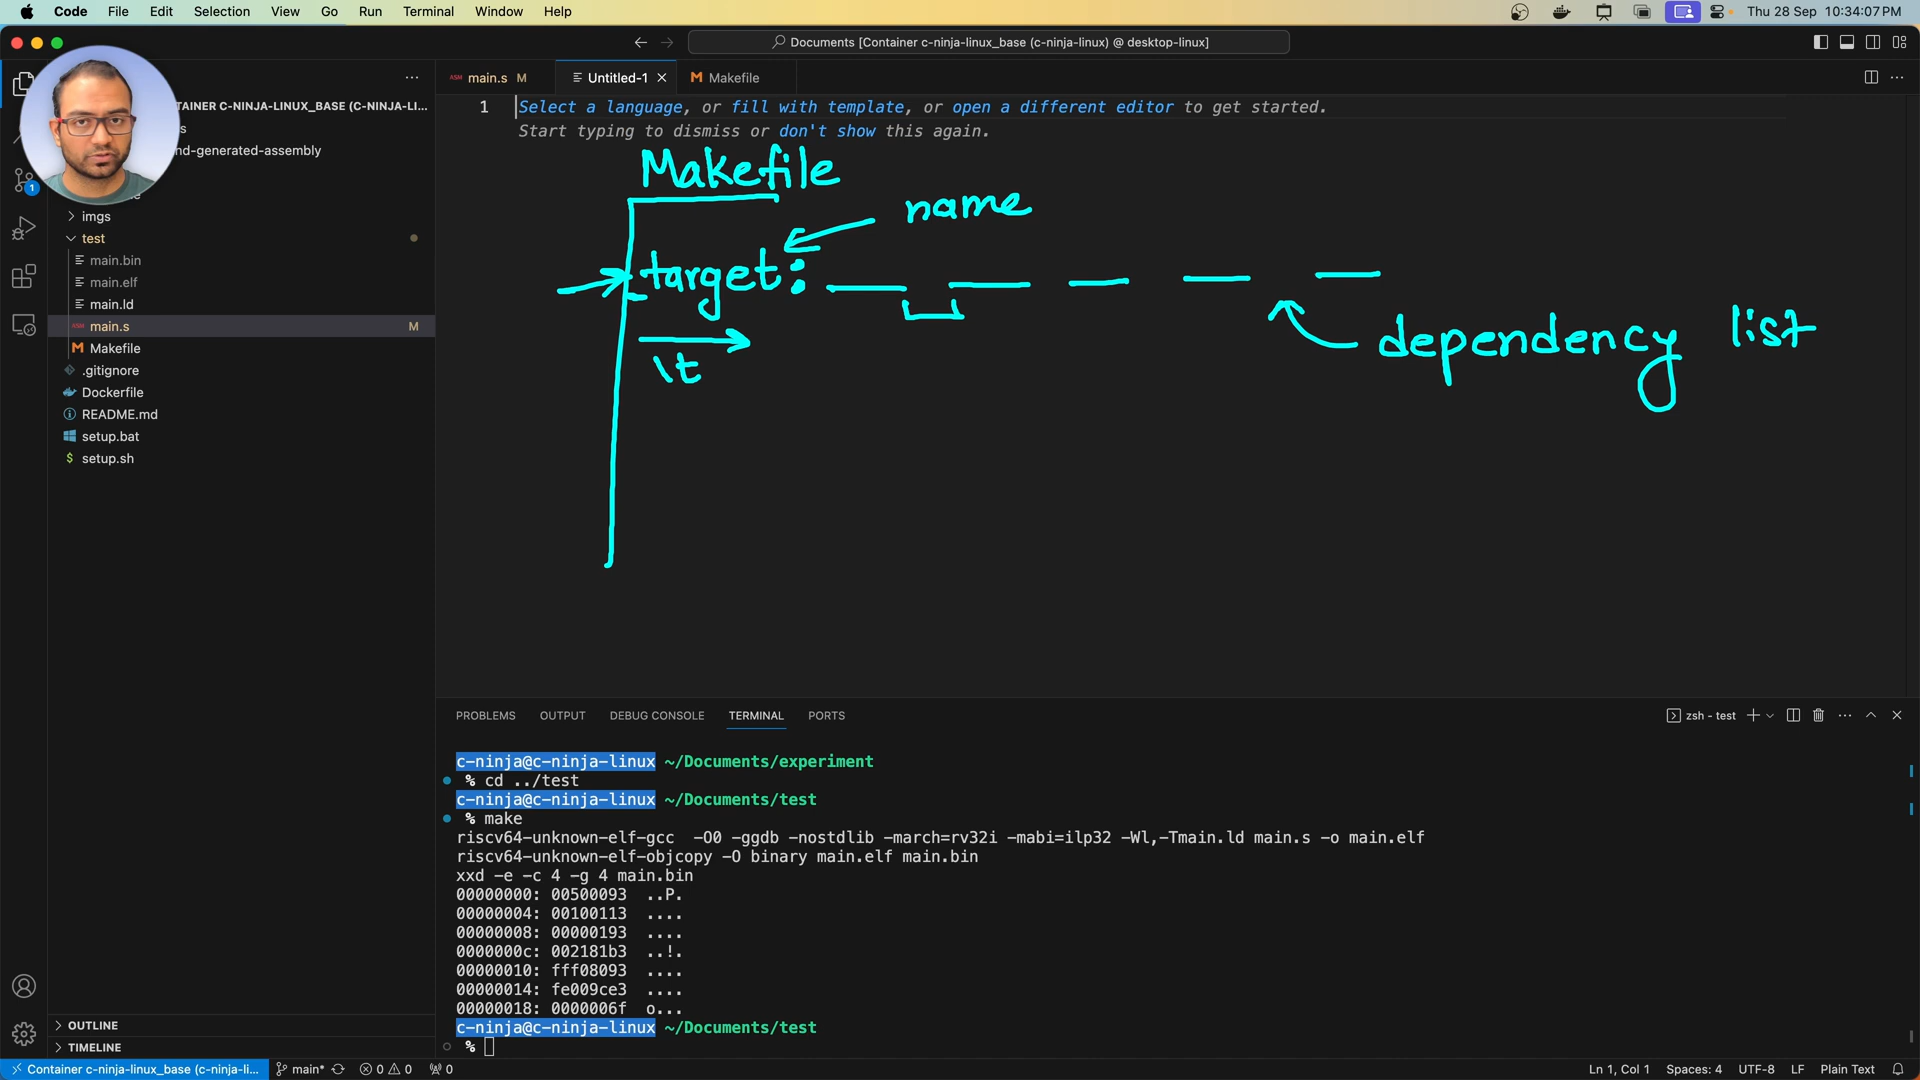 Code File Edit Selection View Go Run Terminal Window Help Thu 28 Sep 10:34:07 PM
Documents [Container c-ninja-linux_base (c-ninja-linux) @ desktop-linux]
main.s M Untitled-1 Makefile
TAINER C-NINJA-LINUX_BASE (C-NINJA-LI...
nd-generated-assembly
imgs
test
main.bin
main.elf
main.ld
main.s M
Makefile
.gitignore
Dockerfile
README.md
setup.bat
setup.sh
OUTLINE
TIMELINE
1 Select a language, or fill with template, or open a different editor to get started.
Start typing to dismiss or don't show this again.
Makefile
name
target:
\t
dependency list
PROBLEMS OUTPUT DEBUG CONSOLE TERMINAL PORTS
zsh - test
c-ninja@c-ninja-linux ~/Documents/experiment
% cd ../test
c-ninja@c-ninja-linux ~/Documents/test
% make
riscv64-unknown-elf-gcc -O0 -ggdb -nostdlib -march=rv32i -mabi=ilp32 -Wl,-Tmain.ld main.s -o main.elf
riscv64-unknown-elf-objcopy -O binary main.elf main.bin
xxd -e -c 4 -g 4 main.bin
00000000: 00500093 ..P.
00000004: 00100113 ....
00000008: 00000193 ....
0000000c: 002181b3 ..!.
00000010: fff08093 ....
00000014: fe009ce3 ....
00000018: 0000006f o...
c-ninja@c-ninja-linux ~/Documents/test
%
Container c-ninja-linux_base (c-ninja-li... main* 0 0 0 Ln 1, Col 1 Spaces: 4 UTF-8 LF Plain Text